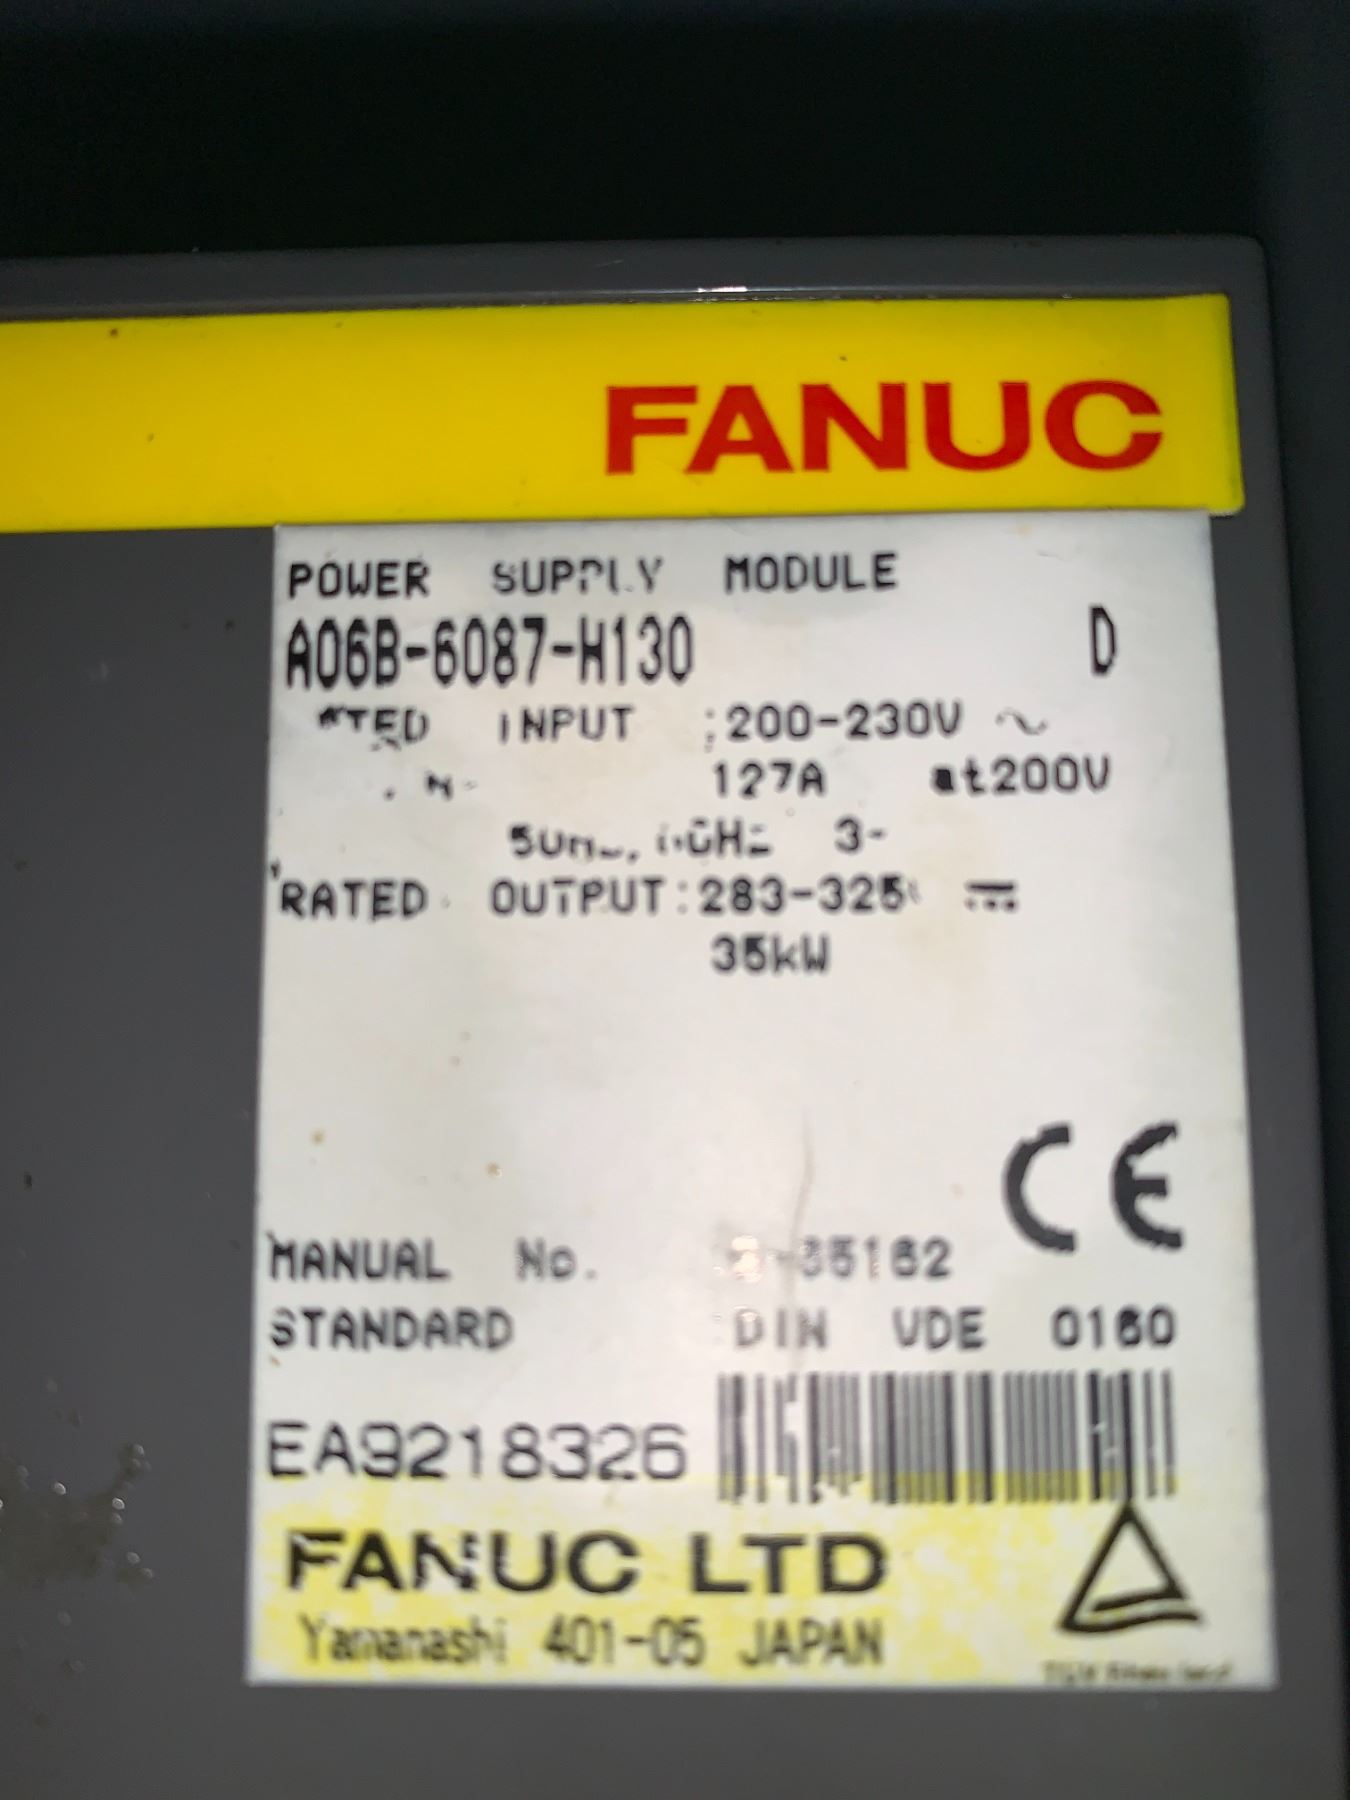 FANUC
POWER SUPPLY MODULE
A06B-6087-H130 D
INPUT :200-230V ~
127A at200V
3~
RATED OUTPUT:283-325
35kW
CE
MANUAL No.
STANDARD DIN VDE 0160
EA9218326
FANUC LTD
Yamanashi 401-05 JAPAN